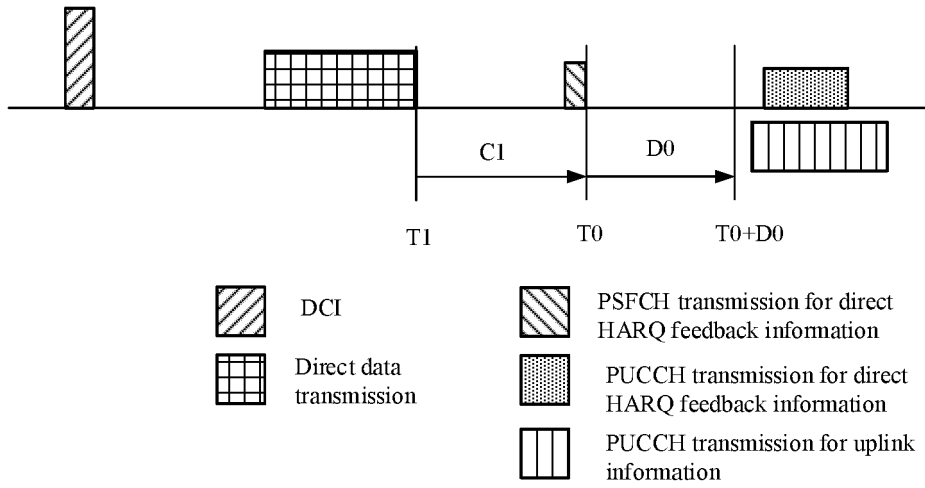 C1
D0
T1
T0
T0+D0
DCI
Direct data
transmission
PSFCH transmission for direct
HARQ feedback information
PUCCH transmission for direct
HARQ feedback information
PUCCH transmission for uplink
information